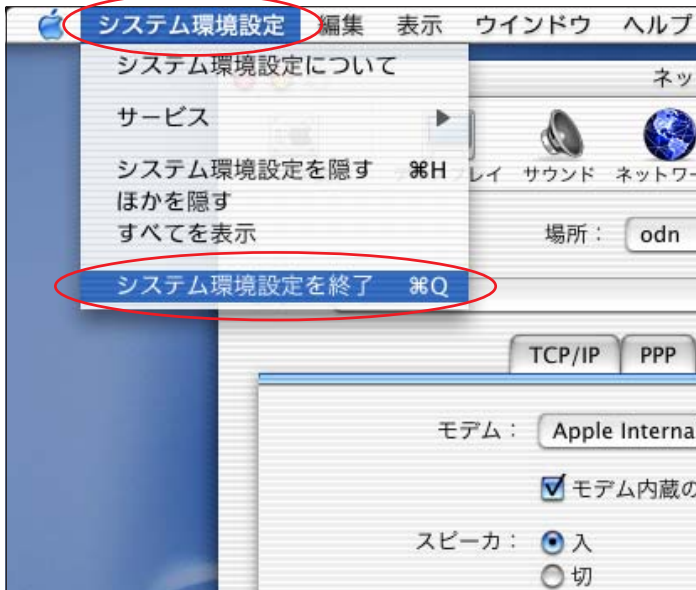 システム環境設定 編集 表示 ウインドウ ヘルプ
システム環境設定について
サービス
システム環境設定を隠す ⌘H
ほかを隠す
すべてを表示
システム環境設定を終了 ⌘Q
ネッ
レイ サウンド ネットワー
場所： odn
TCP/IP PPP
モデム： Apple Interna
モデム内蔵の
スピーカ： 入
切